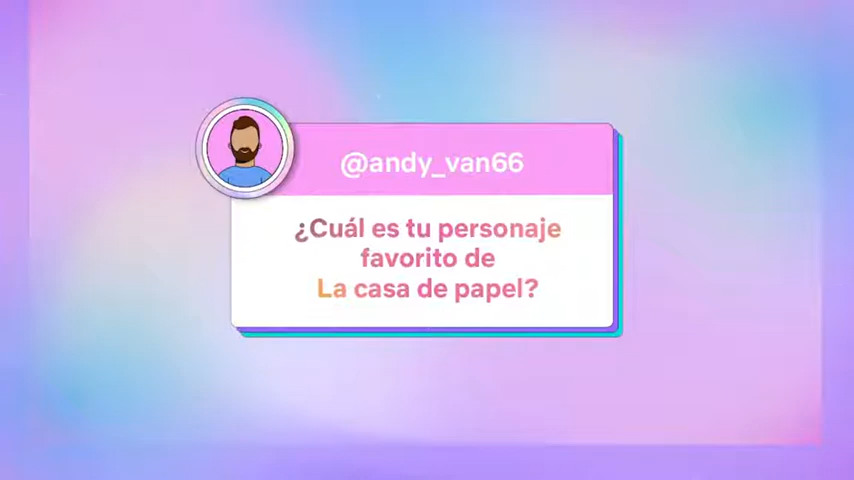 @andy_van66
¿Cuál es tu personaje
favorito de
La casa de papel?